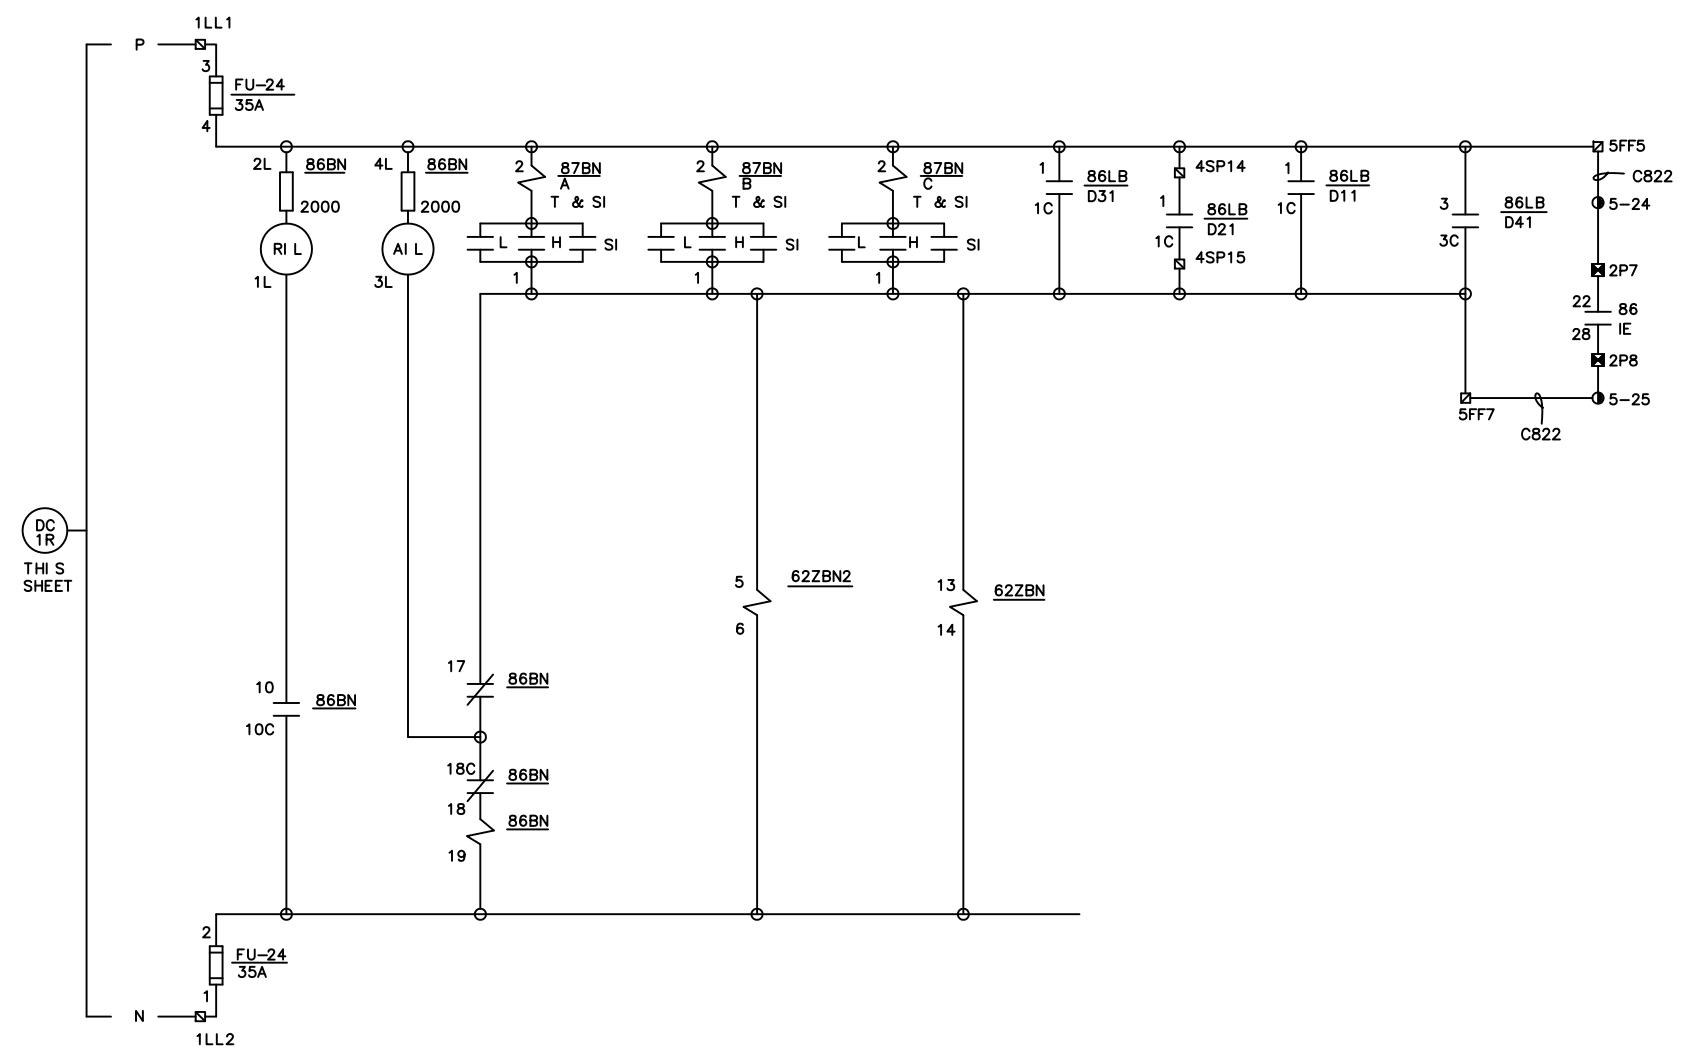 1LL1
P
3
FU-24
35A
4
2L
86BN
2000
RIL
1L
4L
86BN
2000
AIL
3L
2
87BN
A
T & SI
L
H
SI
1
2
87BN
B
T & SI
L
H
SI
1
2
87BN
C
T & SI
L
H
SI
1
1
86LB
D31
1C
4SP14
1
86LB
D21
1C
4SP15
1
86LB
D11
1C
3
86LB
D41
3C
5FF5
C822
5-24
2P7
22
86
IE
28
2P8
5-25
5FF7
C822
DC
1R
THIS
SHEET
5
62ZBN2
6
13
62ZBN
14
10
86BN
10C
17
86BN
18C
86BN
18
86BN
19
2
FU-24
35A
1
N
1LL2